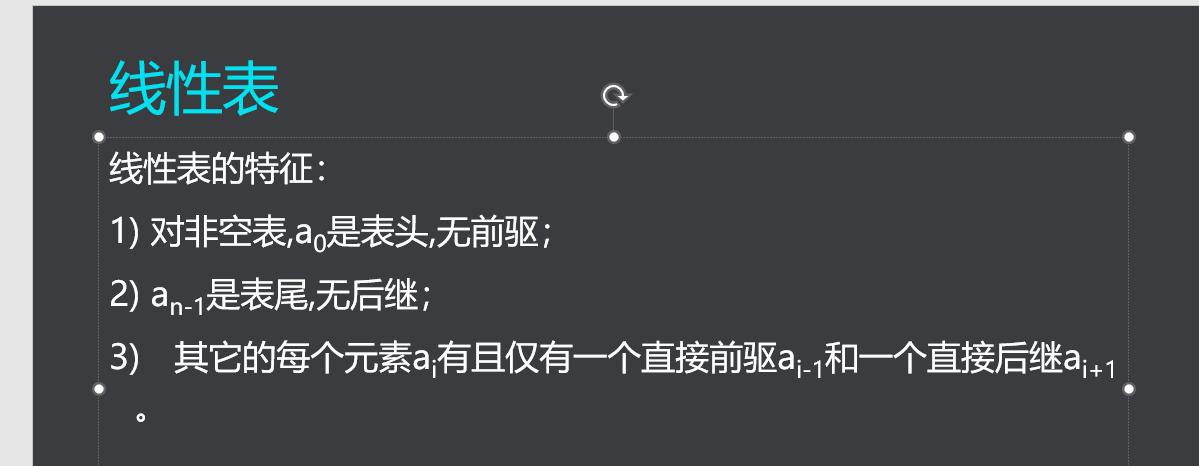 线性表
线性表的特征：
1) 对非空表,a0是表头,无前驱；
2) an-1是表尾,无后继；
3) 其它的每个元素ai有且仅有一个直接前驱ai-1和一个直接后继ai+1
。